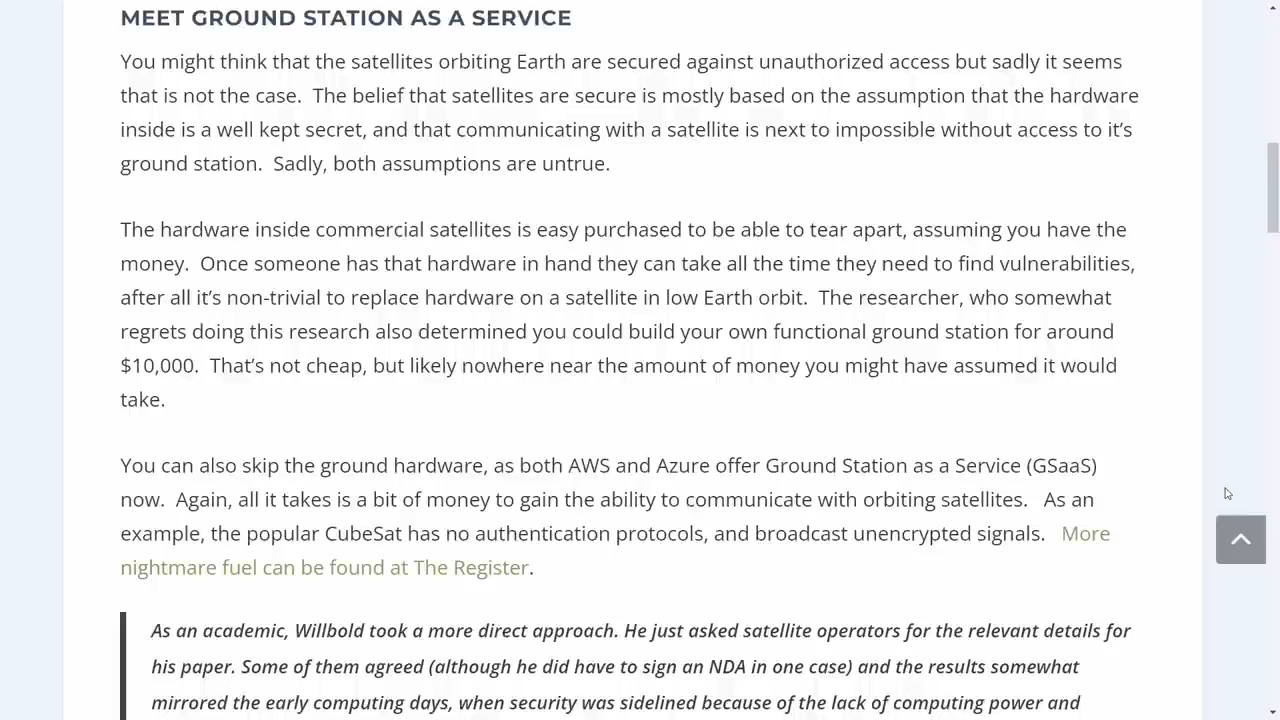 MEET GROUND STATION AS A SERVICE
You might think that the satellites orbiting Earth are secured against unauthorized access but sadly it seems
that is not the case.  The belief that satellites are secure is mostly based on the assumption that the hardware
inside is a well kept secret, and that communicating with a satellite is next to impossible without access to it’s
ground station.  Sadly, both assumptions are untrue.
The hardware inside commercial satellites is easy purchased to be able to tear apart, assuming you have the
money.  Once someone has that hardware in hand they can take all the time they need to find vulnerabilities,
after all it’s non-trivial to replace hardware on a satellite in low Earth orbit.  The researcher, who somewhat
regrets doing this research also determined you could build your own functional ground station for around
$10,000.  That’s not cheap, but likely nowhere near the amount of money you might have assumed it would
take.
You can also skip the ground hardware, as both AWS and Azure offer Ground Station as a Service (GSaaS)
now.  Again, all it takes is a bit of money to gain the ability to communicate with orbiting satellites.   As an
example, the popular CubeSat has no authentication protocols, and broadcast unencrypted signals.   More
nightmare fuel can be found at The Register.
As an academic, Willbold took a more direct approach. He just asked satellite operators for the relevant details for
his paper. Some of them agreed (although he did have to sign an NDA in one case) and the results somewhat
mirrored the early computing days, when security was sidelined because of the lack of computing power and